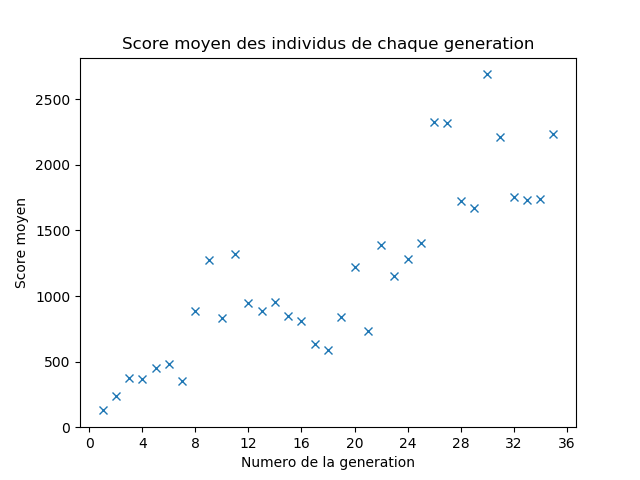 Score moyen des individus de chaque generation
Score moyen
2500
2000
1500
1000
500
0
0 4 8 12 16 20 24 28 32 36
Numero de la generation